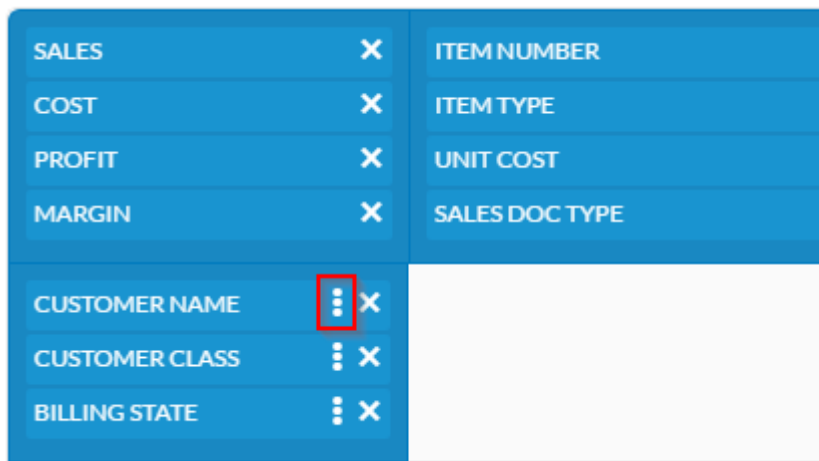 SALES
COST
PROFIT
MARGIN
ITEM NUMBER
ITEM TYPE
UNIT COST
SALES DOC TYPE
CUSTOMER NAME
CUSTOMER CLASS
BILLING STATE